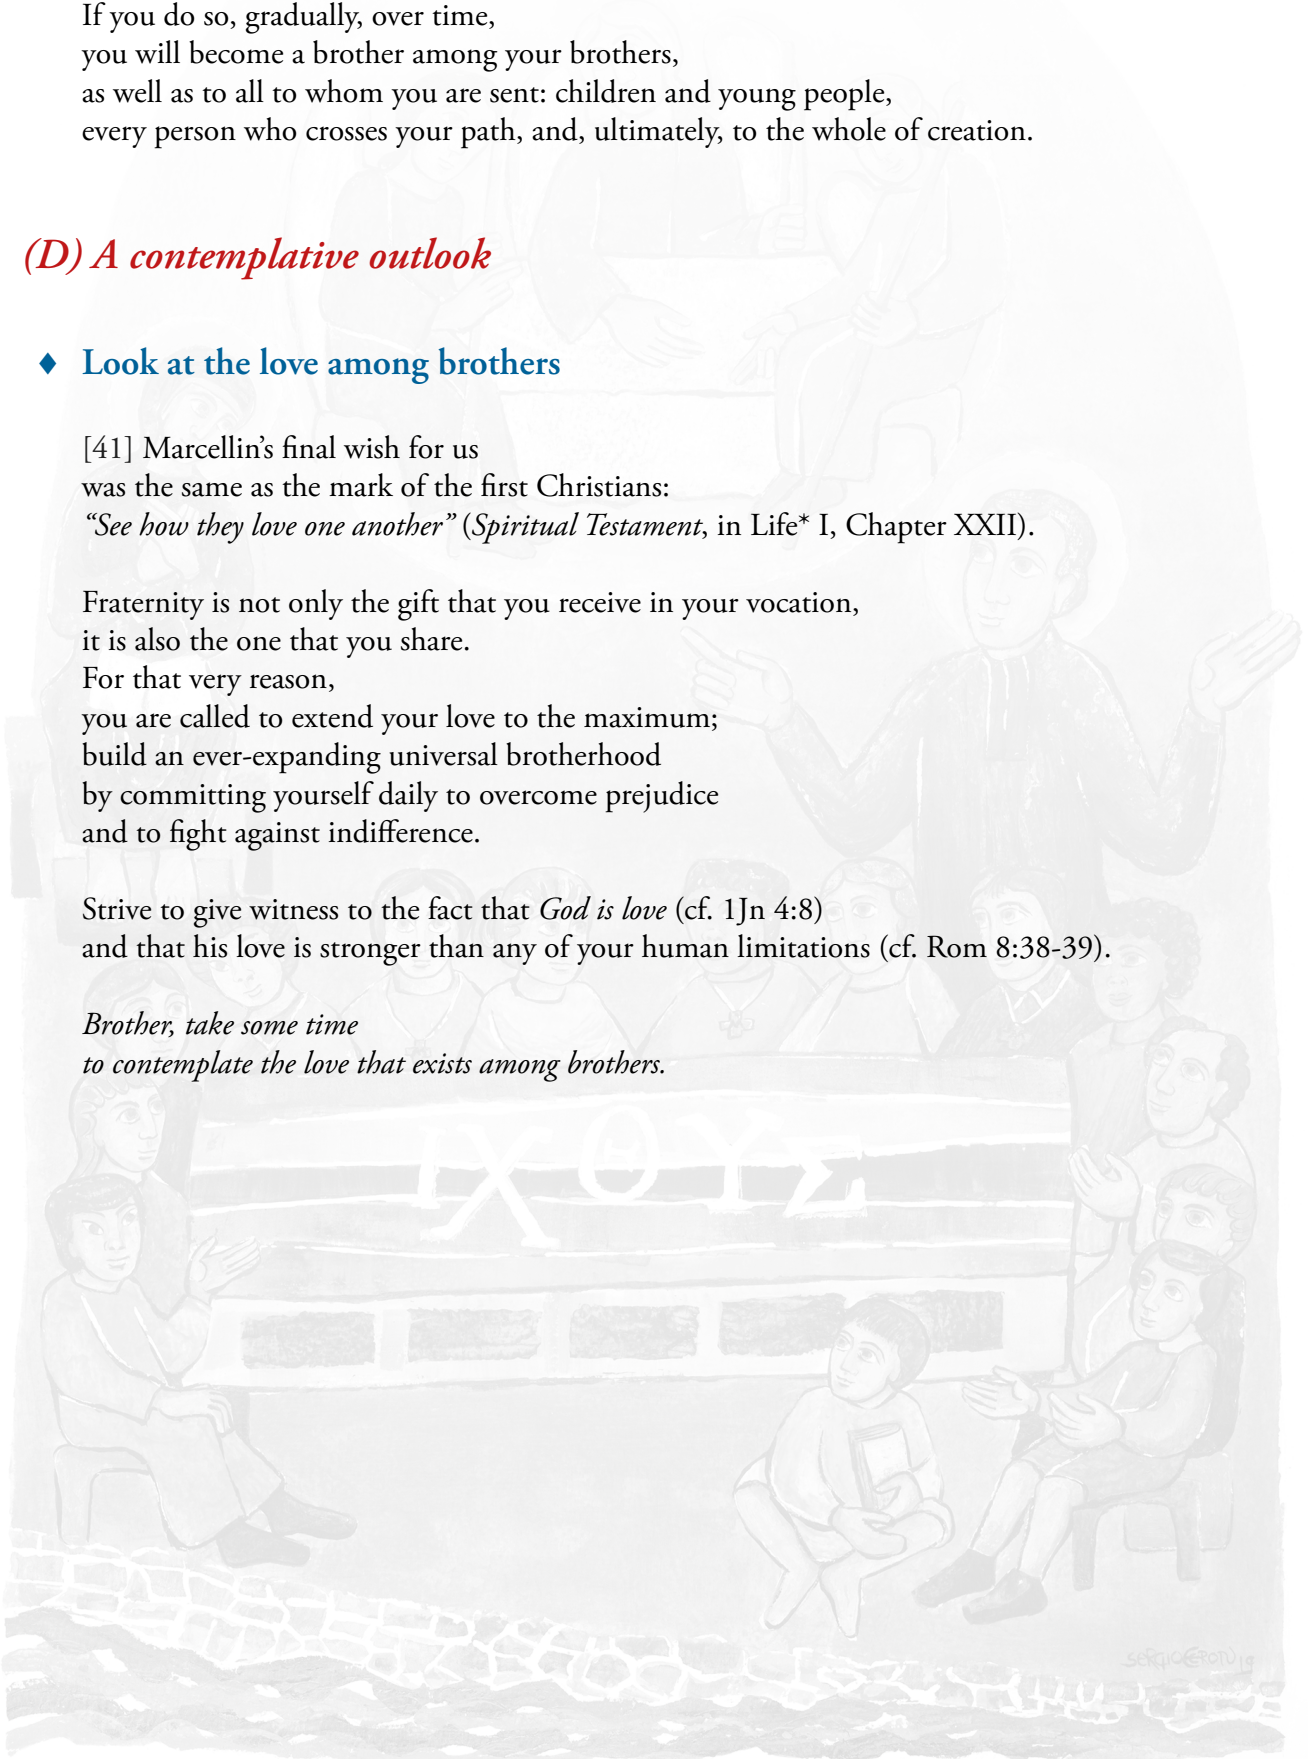 If you do so, gradually, over time,
you will become a brother among your brothers,
as well as to all to whom you are sent: children and young people,
every person who crosses your path, and, ultimately, to the whole of creation.
(D) A contemplative outlook
♦ Look at the love among brothers
[41] Marcellin’s final wish for us
was the same as the mark of the first Christians:
“See how they love one another” (Spiritual Testament, in Life* I, Chapter XXII).
Fraternity is not only the gift that you receive in your vocation,
it is also the one that you share.
For that very reason,
you are called to extend your love to the maximum;
build an ever-expanding universal brotherhood
by committing yourself daily to overcome prejudice
and to fight against indifference.
Strive to give witness to the fact that God is love (cf. 1Jn 4:8)
and that his love is stronger than any of your human limitations (cf. Rom 8:38-39).
Brother, take some time
to contemplate the love that exists among brothers.
ΙΧΘΥΣ